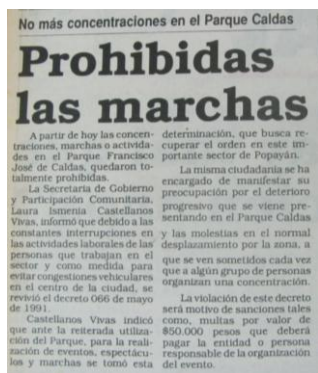 No más concentraciones en el Parque Caldas
Prohibidas
las marchas
A partir de hoy las concen-
traciones, marchas o activida-
des en el Parque Francisco
José de Caldas, quedaron to-
talmente prohibidas.
La Secretaria de Gobierno
y Participación Comunitaria,
Laura Ismenia Castellanos
Vivas, informó que debido a las
constantes interrupciones en
las actividades laborales de las
personas que trabajan en el
sector y como medida para
evitar congestiones vehiculares
en el centro de la ciudad, se
revivió el decreto 066 de mayo
de 1991.
Castellanos Vivas indicó
que ante la reiterada utiliza-
ción del Parque, para la reali-
zación de eventos, espectácu-
los y marchas se tomó esta
determinación, que busca re-
cuperar el orden en este im-
portante sector de Popayán.
La misma ciudadanía se ha
encargado de manifestar su
preocupación por el deterioro
progresivo que se viene pre-
sentando en el Parque Caldas
y las molestias en el normal
desplazamiento por la zona, a
que se ven sometidos cada vez
que a algún grupo de personas
organizan una concentración.
La violación de este decreto
será motivo de sanciones tales
como, multas por valor de
$50.000 pesos que deberá
pagar la entidad o persona
responsable de la organización
del evento.